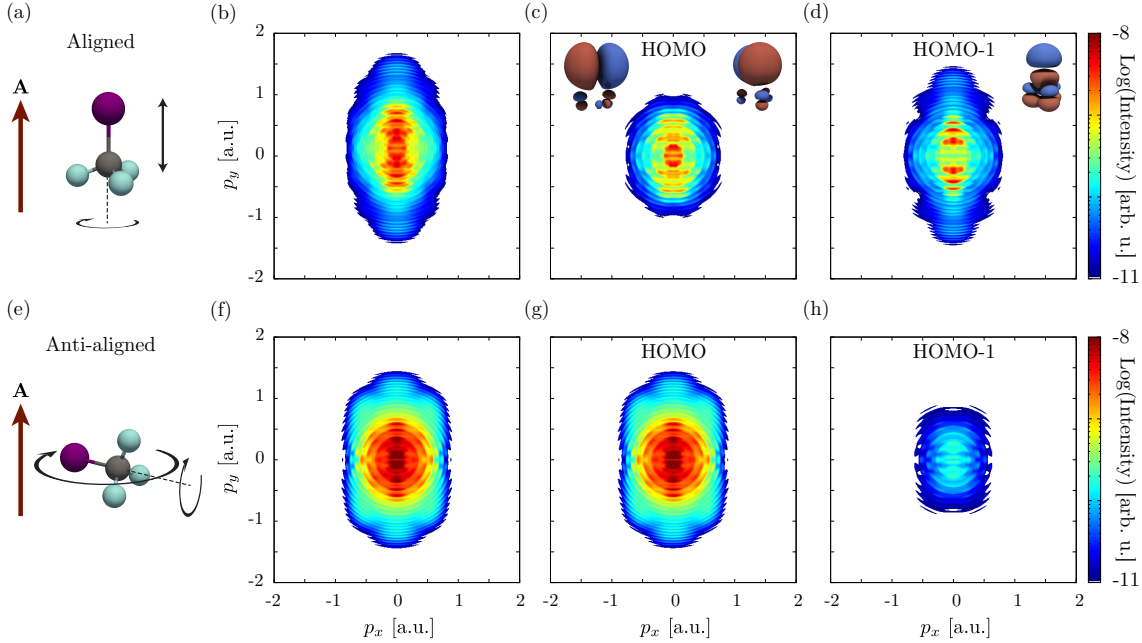 (a)
Aligned
A
(b)
2
1
0
-1
-2
p_y [a.u.]
(c)
HOMO
(d)
HOMO-1
-8
Log(Intensity) [arb. u.]
-11
(e)
Anti-aligned
A
(f)
2
1
0
-1
-2
p_y [a.u.]
-2 -1 0 1 2
p_x [a.u.]
(g)
HOMO
-2 -1 0 1 2
p_x [a.u.]
(h)
HOMO-1
-2 -1 0 1 2
p_x [a.u.]
-8
Log(Intensity) [arb. u.]
-11